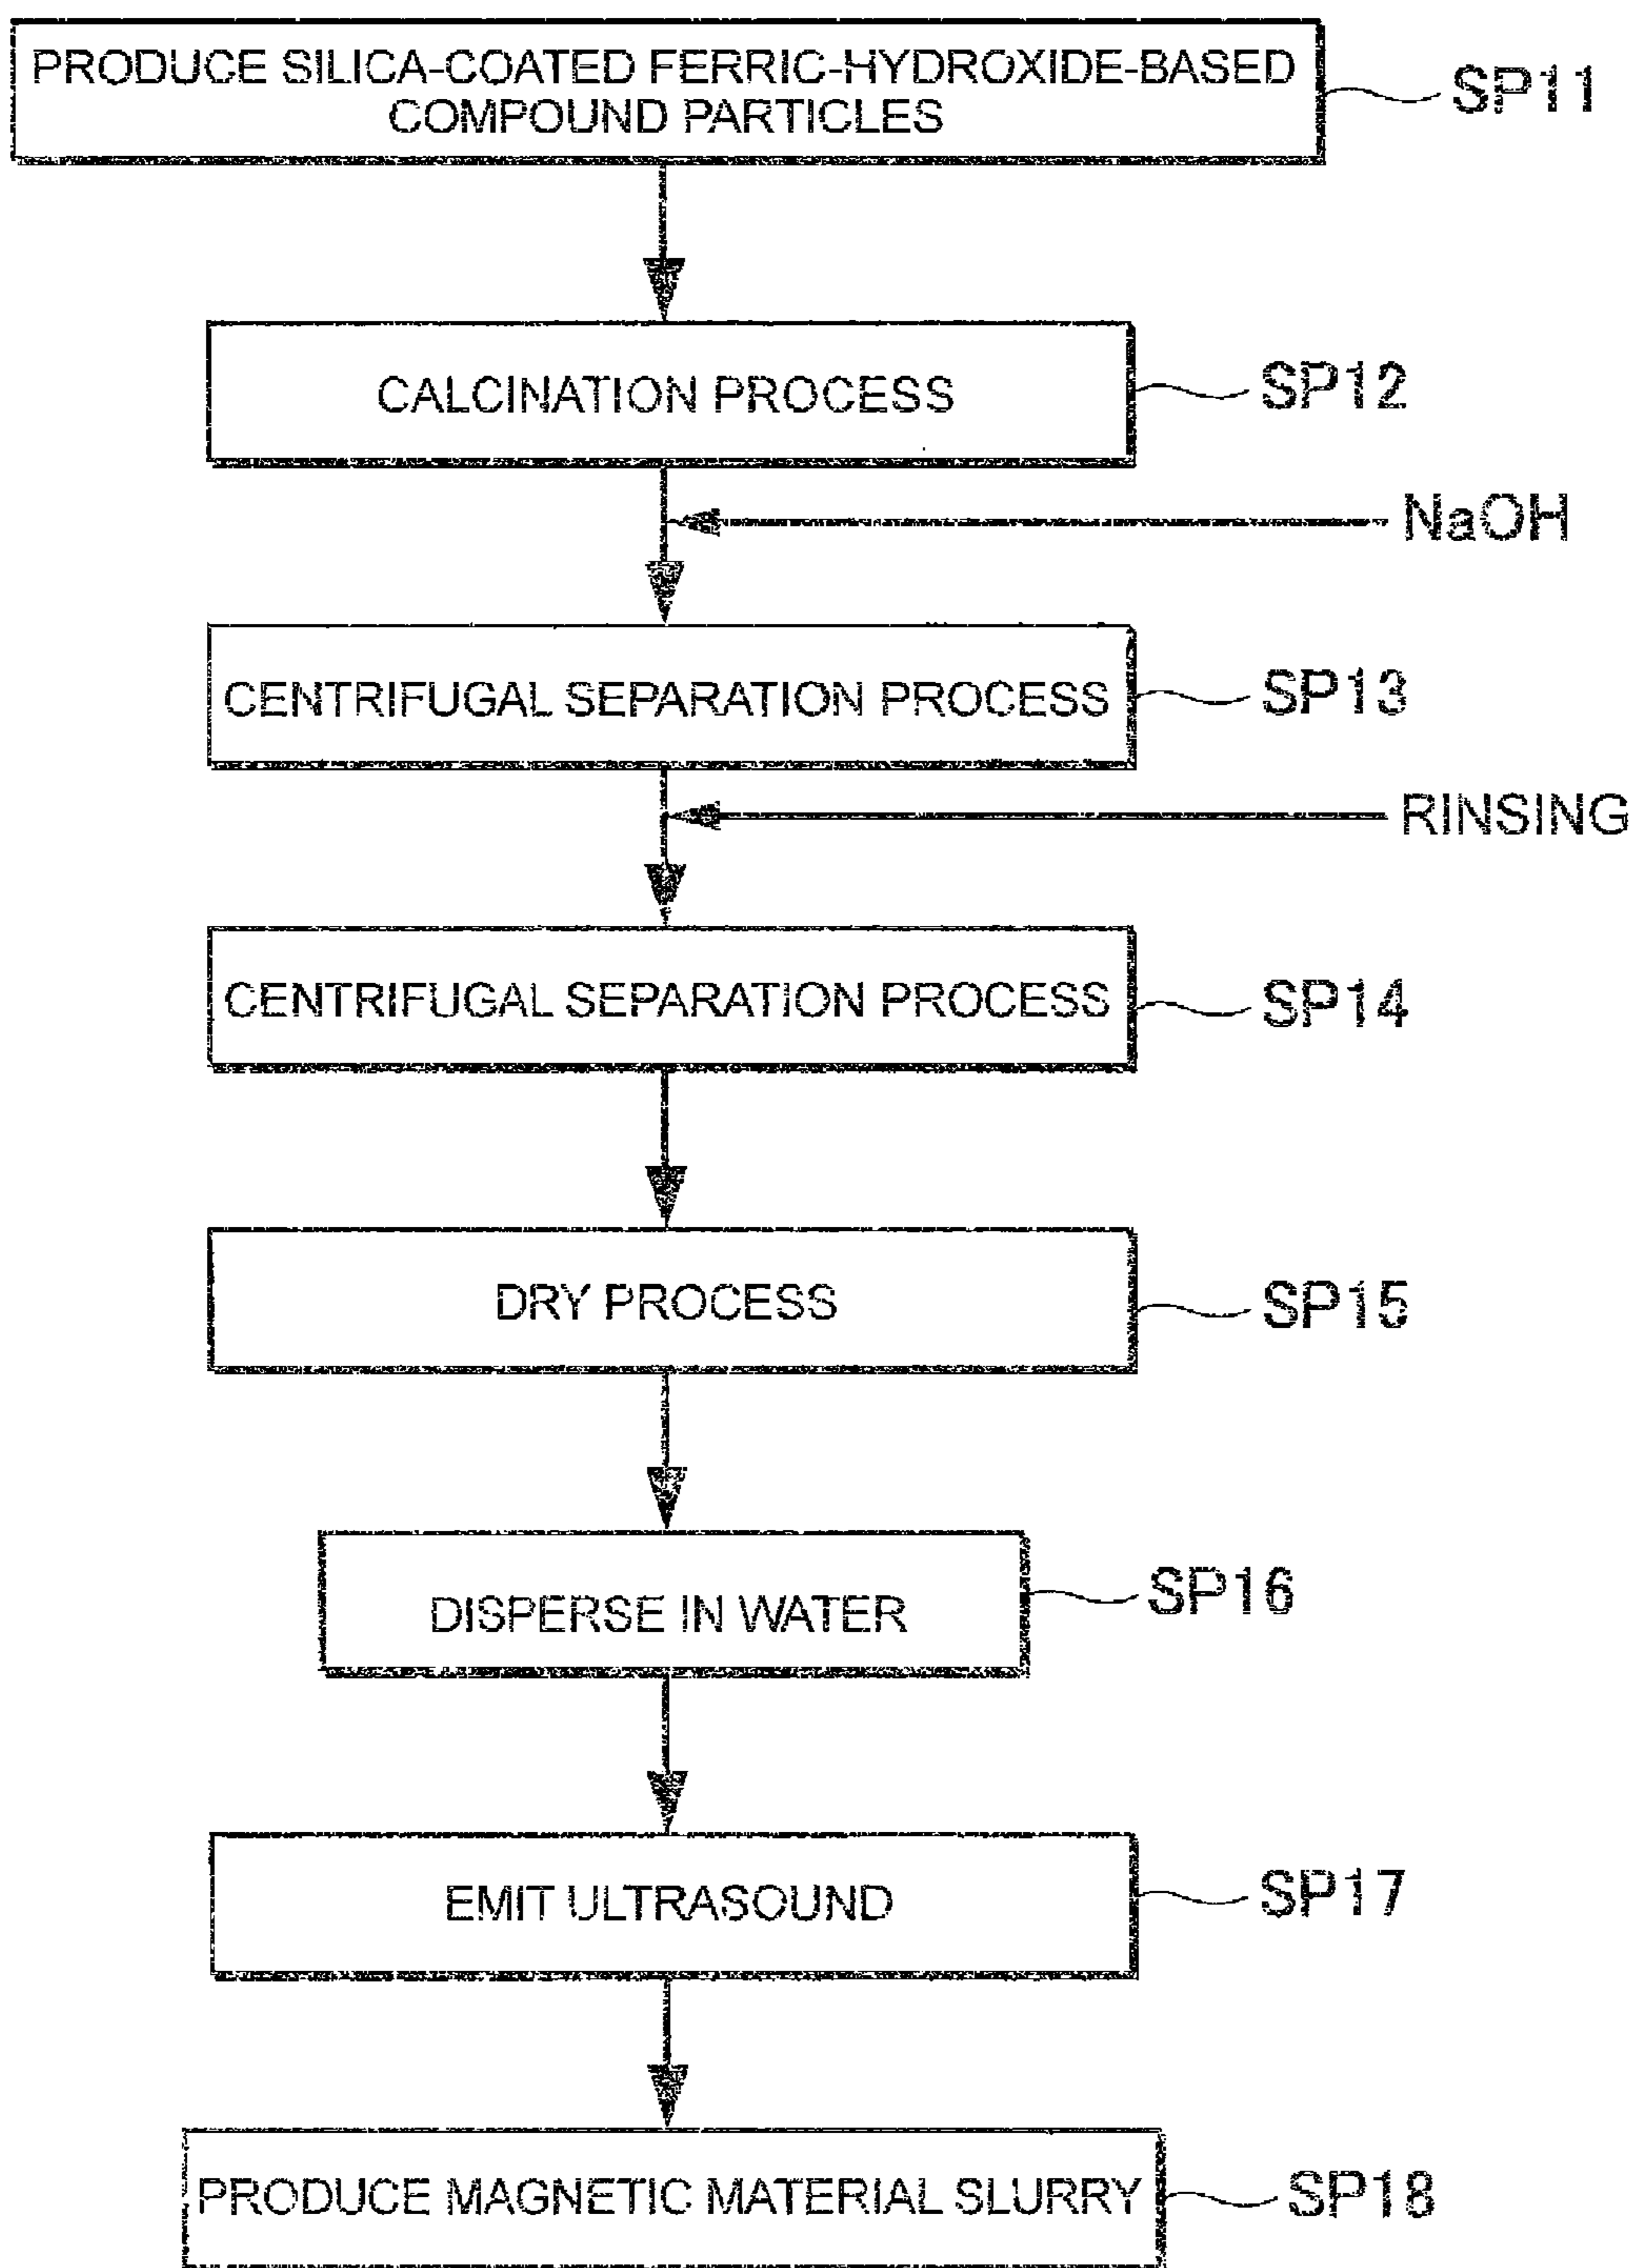 PRODUCE SILICA-COATED FERRIC-HYDROXIDE-BASED
COMPOUND PARTICLES
SP11
CALCINATION PROCESS
SP12
NaOH
CENTRIFUGAL SEPARATION PROCESS
SP13
RINSING
CENTRIFUGAL SEPARATION PROCESS
SP14
DRY PROCESS
SP15
DISPERSE IN WATER
SP16
EMIT ULTRASOUND
SP17
PRODUCE MAGNETIC MATERIAL SLURRY
SP18